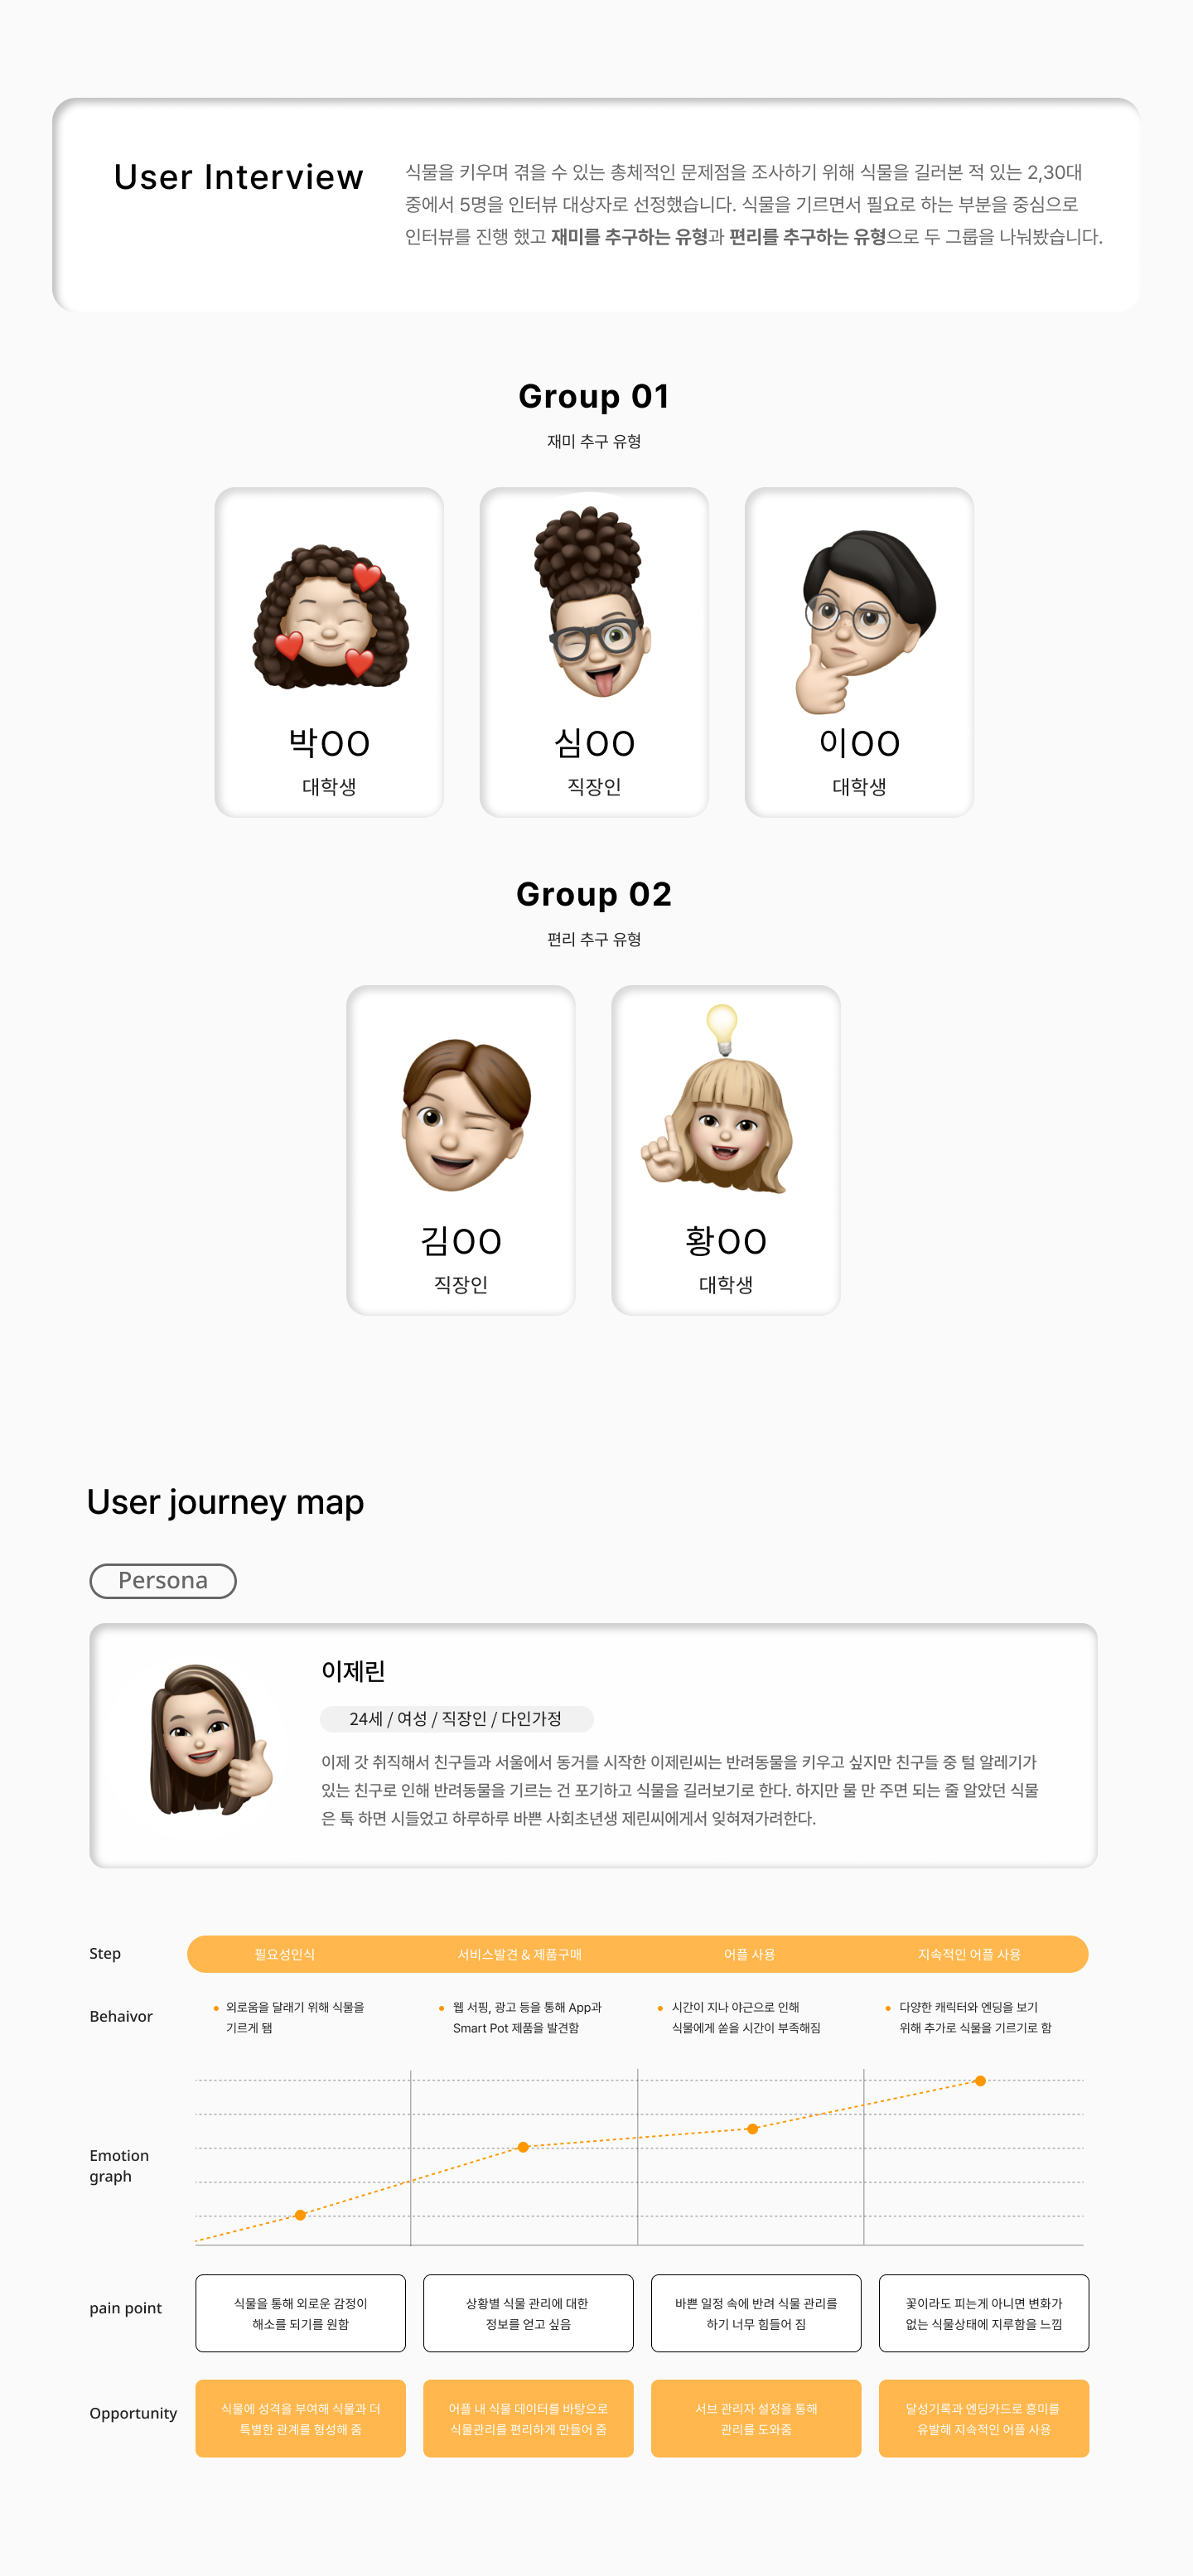 User Interview
식물을 키우며 겪을 수 있는 총체적인 문제점을 조사하기 위해 식물을 길러본 적 있는 2,30대
중에서 5명을 인터뷰 대상자로 선정했습니다. 식물을 기르면서 필요로 하는 부분을 중심으로
인터뷰를 진행 했고 재미를 추구하는 유형과 편리를 추구하는 유형으로 두 그룹을 나눠봤습니다.
Group 01
재미 추구 유형
박OO
대학생
심OO
직장인
이OO
대학생
Group 02
편리 추구 유형
김OO
직장인
황OO
대학생
User journey map
Persona
이제린
24세 / 여성 / 직장인 / 다인가정
이제 갓 취직해서 친구들과 서울에서 동거를 시작한 이제린씨는 반려동물을 키우고 싶지만 친구들 중 털 알레기가
있는 친구로 인해 반려동물을 기르는 건 포기하고 식물을 길러보기로 한다. 하지만 물 만 주면 되는 줄 알았던 식물
은 툭 하면 시들었고 하루하루 바쁜 사회초년생 제린씨에게서 잊혀져가려한다.
Step
필요성인식
서비스발견 & 제품구매
어플 사용
지속적인 어플 사용
Behaivor
외로움을 달래기 위해 식물을
기르게 됌
웹 서핑, 광고 등을 통해 App과
Smart Pot 제품을 발견함
시간이 지나 야근으로 인해
식물에게 쏟을 시간이 부족해짐
다양한 캐릭터와 엔딩을 보기
위해 추가로 식물을 기르기로 함
Emotion
graph
pain point
식물을 통해 외로운 감정이
해소를 되기를 원함
상황별 식물 관리에 대한
정보를 얻고 싶음
바쁜 일정 속에 반려 식물 관리를
하기 너무 힘들어 짐
꽃이라도 피는게 아니면 변화가
없는 식물상태에 지루함을 느낌
Opportunity
식물에 성격을 부여해 식물과 더
특별한 관계를 형성해 줌
어플 내 식물 데이터를 바탕으로
식물관리를 편리하게 만들어 줌
서브 관리자 설정을 통해
관리를 도와줌
달성기록과 엔딩카드로 흥미를
유발해 지속적인 어플 사용